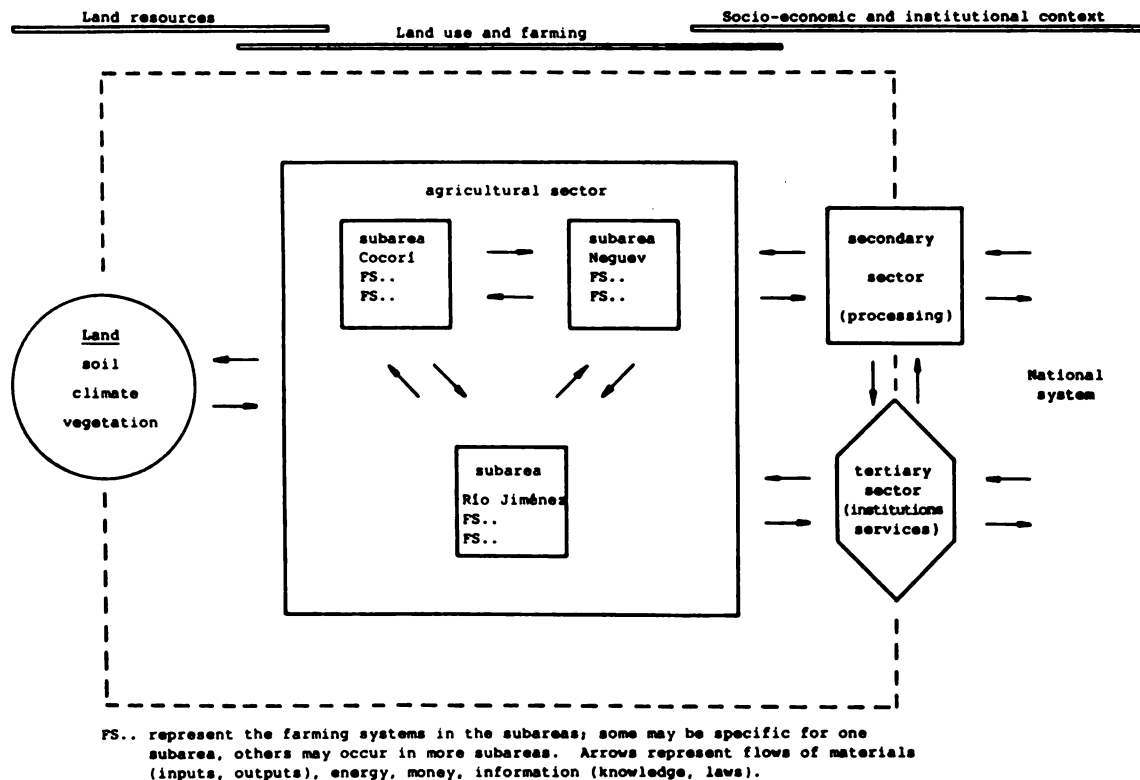 Land resources
Land use and farming
Socio-economic and institutional context
agricultural sector
subarea
Cocorí
FS..
FS..
subarea
Neguev
FS..
FS..
subarea
Río Jiménez
FS..
FS..
Land
soil
climate
vegetation
secondary
sector
(processing)
tertiary
sector
(institutions
services)
National
system
FS.. represent the farming systems in the subareas; some may be specific for one
subarea, others may occur in more subareas. Arrows represent flows of materials
(inputs, outputs), energy, money, information (knowledge, laws).